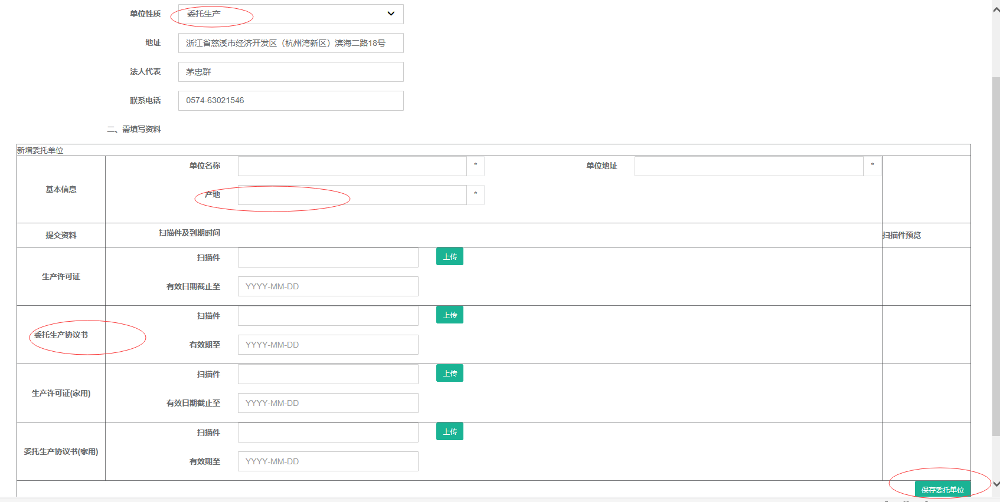 单位性质 委托生产
地址 浙江省慈溪市经济开发区（杭州湾新区）滨海二路18号
法人代表 茅忠群
联系电话 0574-63021546
二、需填写资料
新增委托单位
单位名称 * 单位地址 *
基本信息
产地 *
提交资料 扫描件及到期时间 扫描件预览
扫描件 上传
生产许可证
有效日期截止至 YYYY-MM-DD
扫描件 上传
委托生产协议书
有效期至 YYYY-MM-DD
扫描件 上传
生产许可证(家用)
有效日期截止至 YYYY-MM-DD
扫描件 上传
委托生产协议书(家用)
有效期至 YYYY-MM-DD
保存委托单位